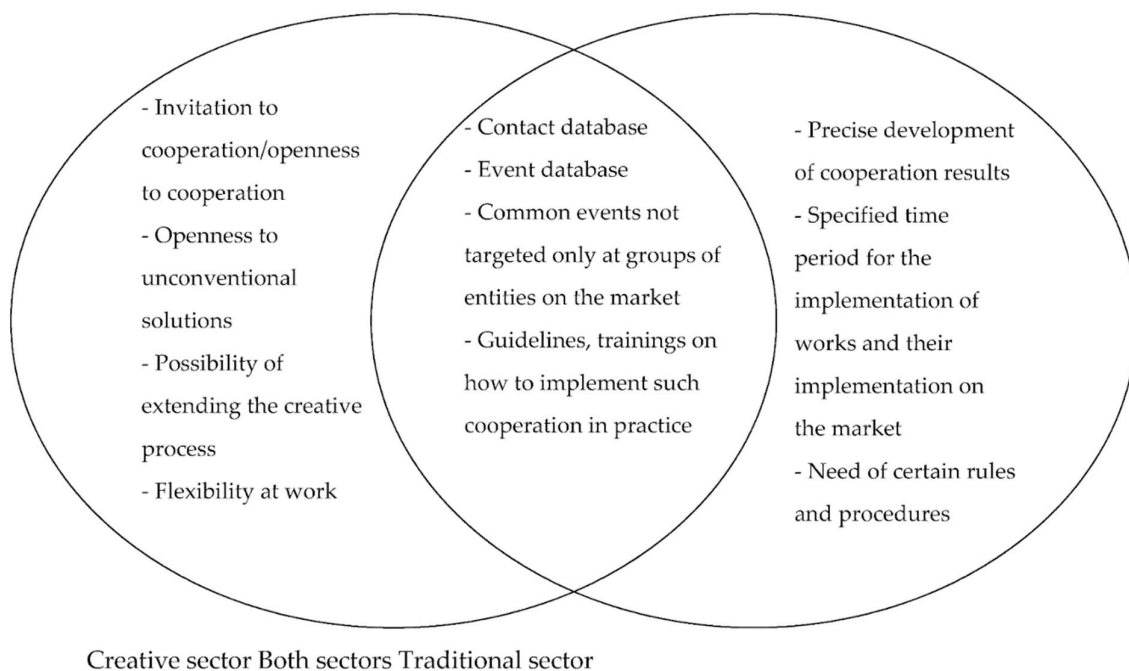 - Invitation to
cooperation/openness
to cooperation
- Openness to
unconventional
solutions
- Possibility of
extending the creative
process
- Flexibility at work
- Contact database
- Event database
- Common events not
targeted only at groups of
entities on the market
- Guidelines, trainings on
how to implement such
cooperation in practice
- Precise development
of cooperation results
- Specified time
period for the
implementation of
works and their
implementation on
the market
- Need of certain rules
and procedures
Creative sector Both sectors Traditional sector